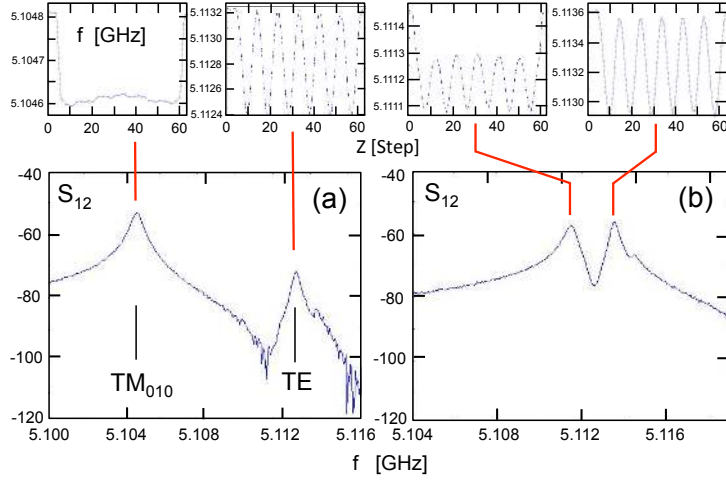 5.1048 5.1132 5.1114 5.1136
f [GHz]
5.1130 5.1113 5.1134
5.1047 5.1128 5.1112 5.1132
5.1126
5.1046 5.1124 5.1111 5.1130
0 20 40 60 0 20 40 60 0 20 40 60 0 20 40 60
Z [Step]
-40 -40
S12 (a) S12 (b)
-60 -60
-80 -80
-100 TM010 TE -100
-120 -120
5.100 5.104 5.108 5.112 5.116 5.104 5.108 5.112 5.116
f [GHz]